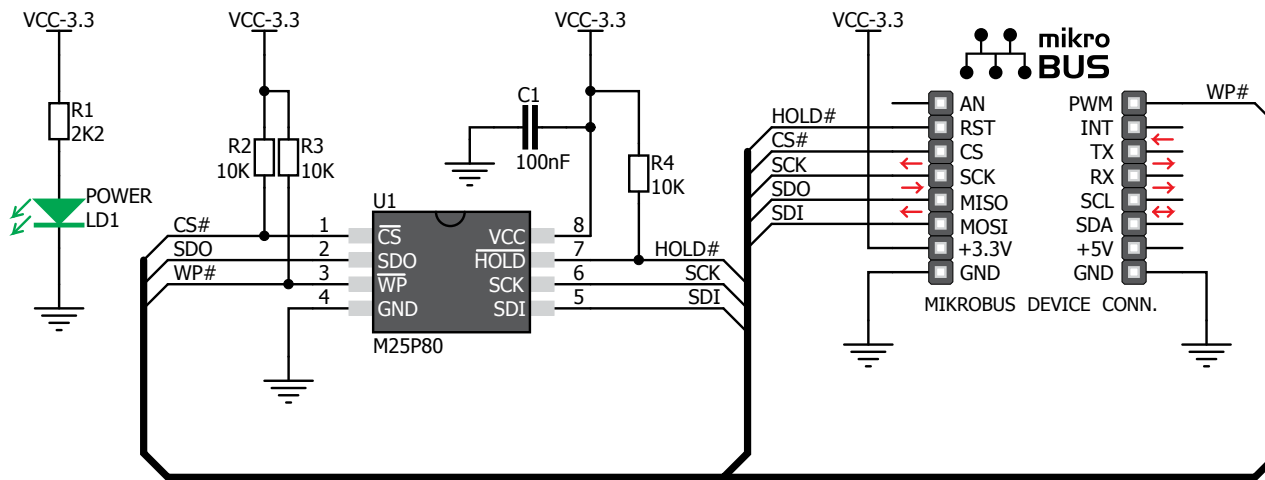 VCC-3.3
VCC-3.3
VCC-3.3
VCC-3.3
mikro
BUS
R1
2K2
POWER
LD1
R2
10K
R3
10K
C1
100nF
R4
10K
U1
CS#
1
CS
SDO
2
SDO
WP#
3
WP
4
GND
VCC
8
HOLD
7
HOLD#
SCK
6
SCK
SDI
5
SDI
M25P80
HOLD#
CS#
SCK
SDO
SDI
AN
RST
CS
SCK
MISO
MOSI
+3.3V
GND
PWM
WP#
INT
TX
RX
SCL
SDA
+5V
GND
MIKROBUS DEVICE CONN.